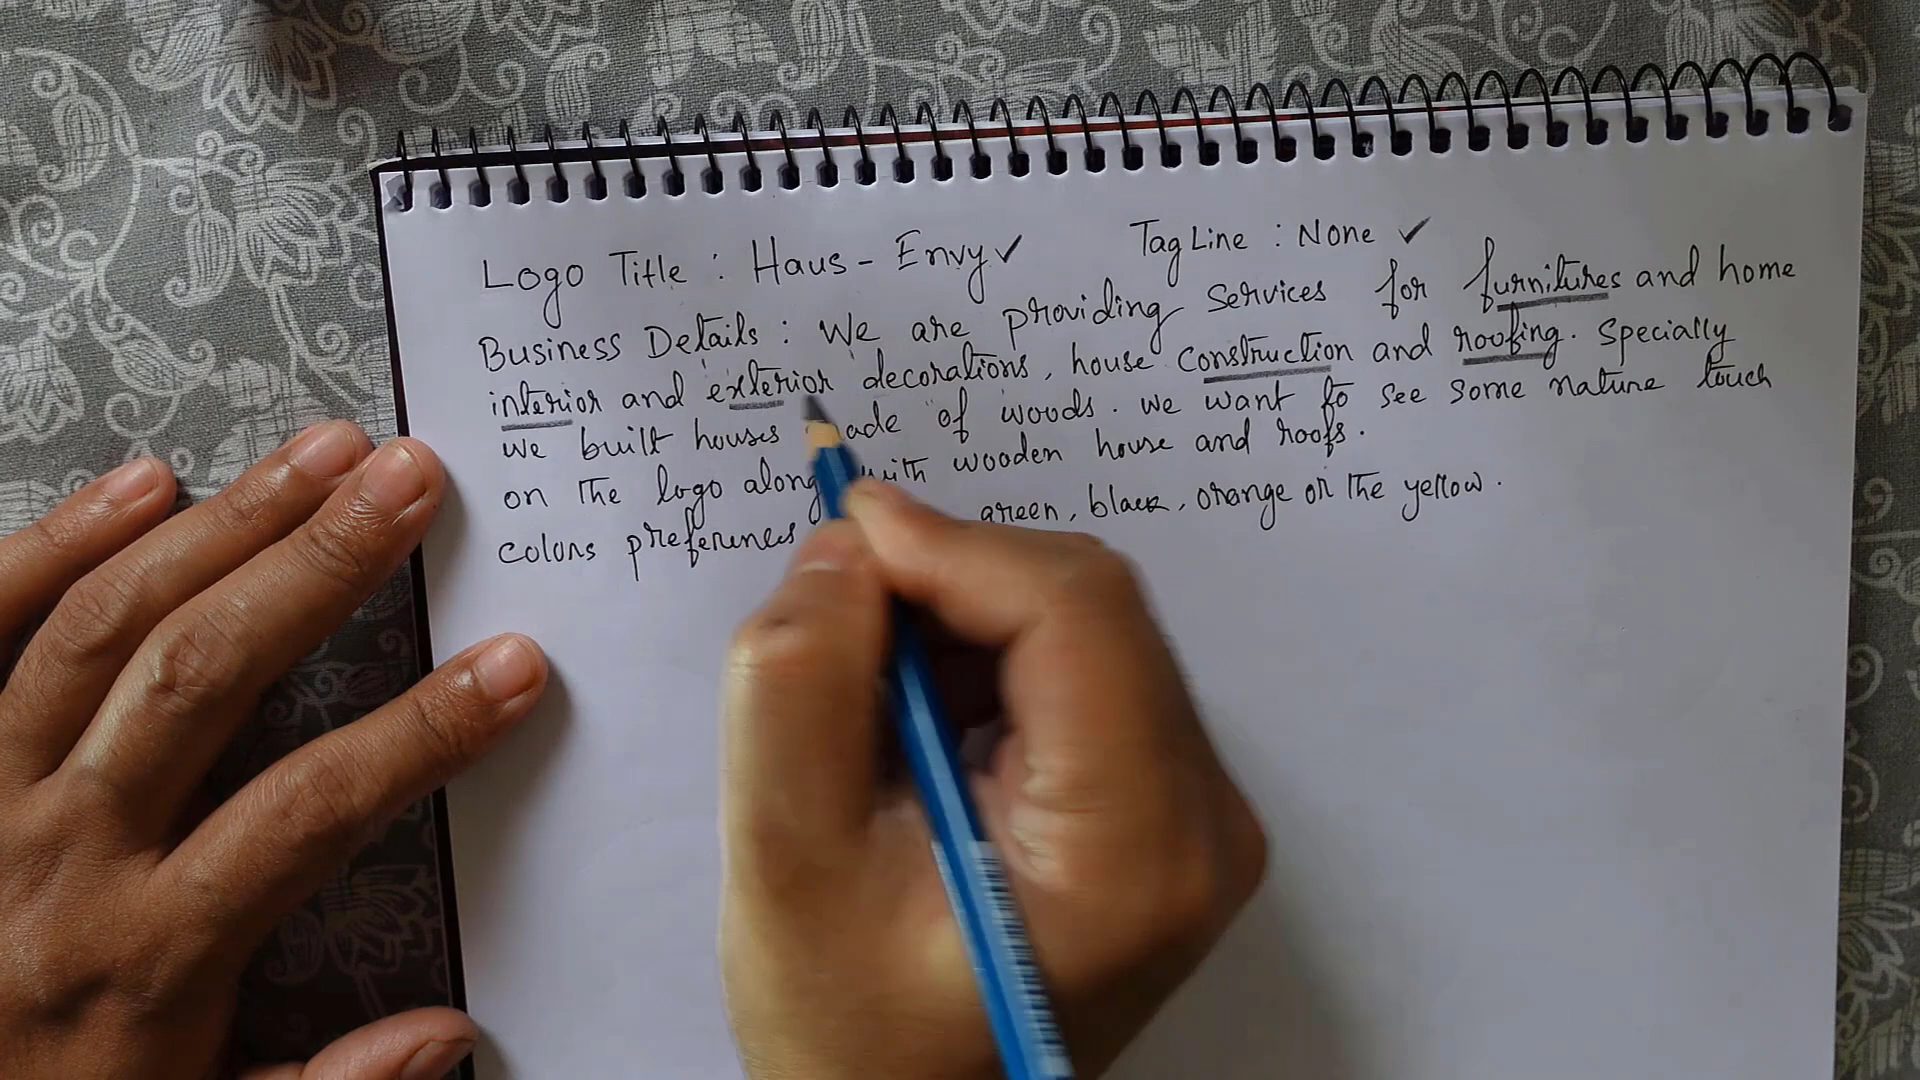 Logo Title : Haus - Envy✓ Tag Line : None ✓
Business Details : We are providing services for furnitures and home
interior and exterior decorations, house construction and roofing. Specially
we built houses ade of woods. we want to see some nature touch
on the logo along with wooden house and roofs.
colors preferences green, black, orange or the yellow.